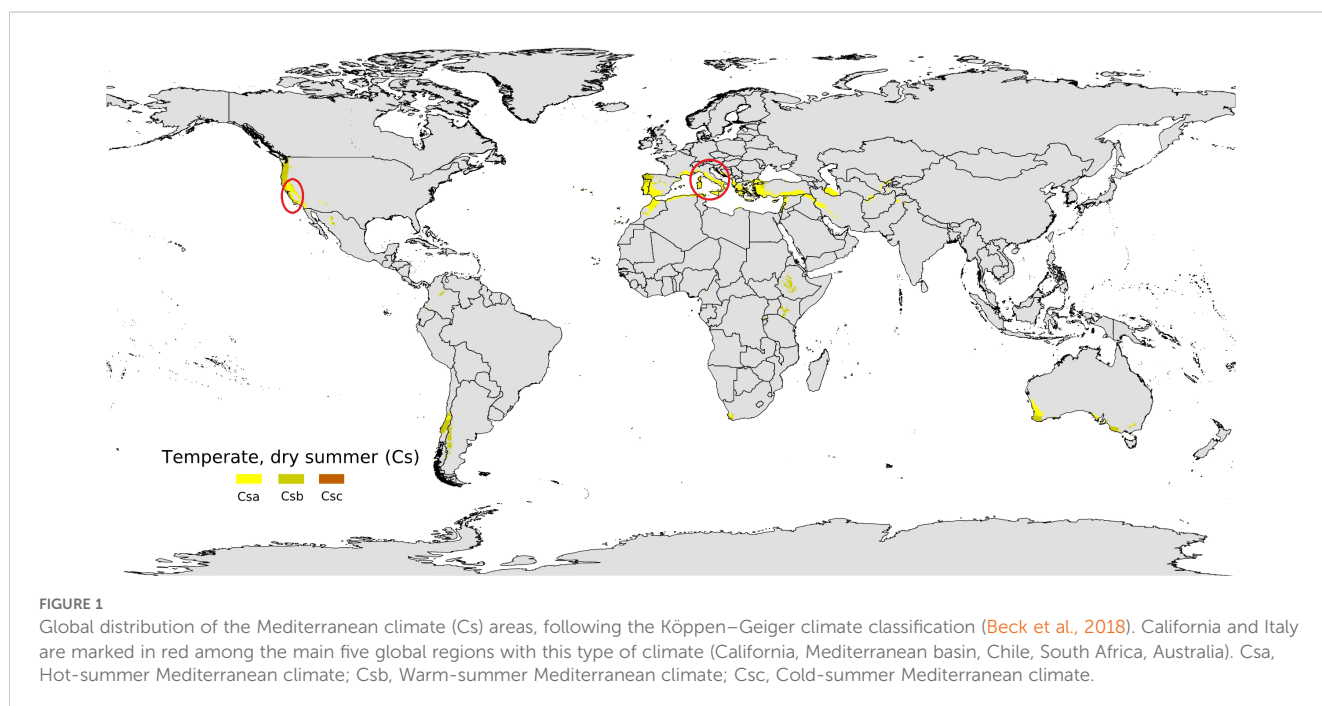 Temperate, dry summer (Cs)
Csa Csb Csc
FIGURE 1
Global distribution of the Mediterranean climate (Cs) areas, following the Köppen–Geiger climate classification (Beck et al., 2018). California and Italy
are marked in red among the main five global regions with this type of climate (California, Mediterranean basin, Chile, South Africa, Australia). Csa,
Hot-summer Mediterranean climate; Csb, Warm-summer Mediterranean climate; Csc, Cold-summer Mediterranean climate.